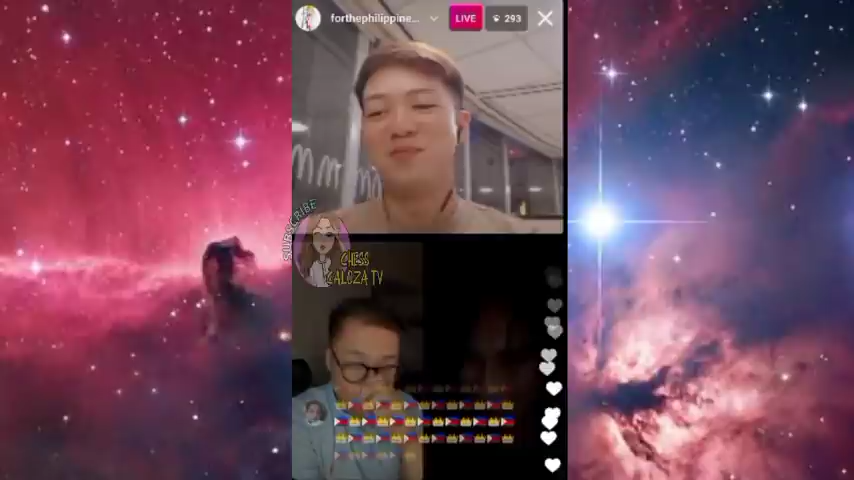 forthephilippine...
LIVE
293
SUBSCRIBE
CHESS
CALOZA TV